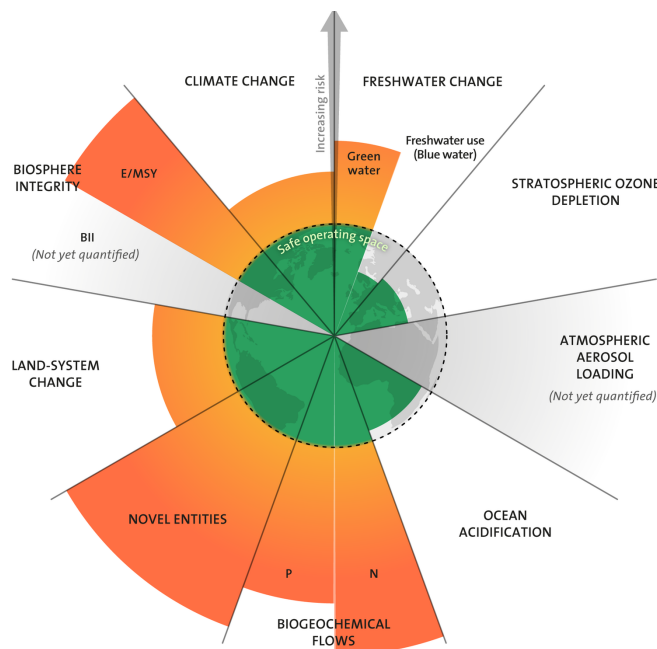 CLIMATE CHANGE
FRESHWATER CHANGE
Increasing risk
Freshwater use
(Blue water)
Green
water
BIOSPHERE
INTEGRITY
E/MSY
STRATOSPHERIC OZONE
DEPLETION
BII
(Not yet quantified)
Safe operating space
ATMOSPHERIC
AEROSOL
LOADING
(Not yet quantified)
LAND-SYSTEM
CHANGE
NOVEL ENTITIES
OCEAN
ACIDIFICATION
P
N
BIOGEOCHEMICAL
FLOWS